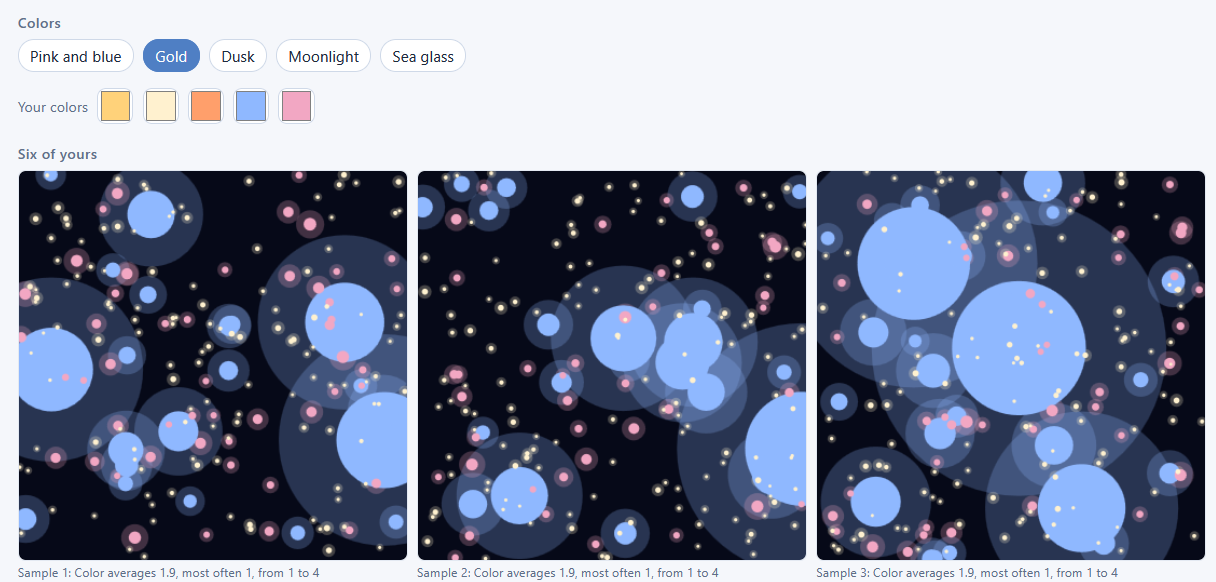 Colors
Pink and blue Gold Dusk Moonlight Sea glass
Your colors
Six of yours
Sample 1: Color averages 1.9, most often 1, from 1 to 4 Sample 2: Color averages 1.9, most often 1, from 1 to 4 Sample 3: Color averages 1.9, most often 1, from 1 to 4